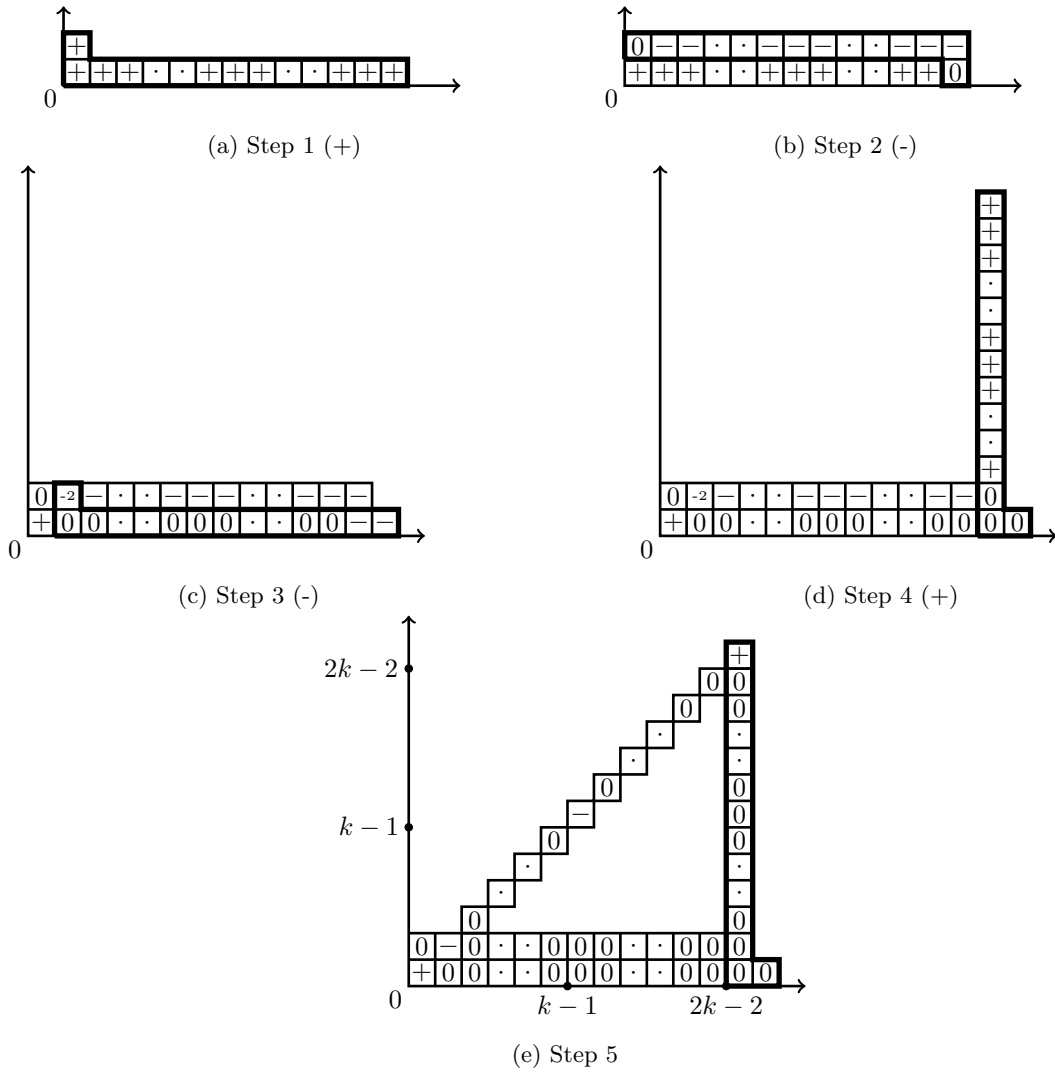 +
+ + + · · + + + · · + + +
0
(a) Step 1 (+)
0 − − · · − − − · · − − −
+ + + · · + + + · · + + 0
0
(b) Step 2 (-)
0 -2 − · · − − − · · − − −
+ 0 0 · · 0 0 0 · · 0 0 − −
0
(c) Step 3 (-)
+
+
+
·
·
+
+
+
·
·
+
0 -2 − · · − − − · · − − 0
+ 0 0 · · 0 0 0 · · 0 0 0 0
0
(d) Step 4 (+)
+
2k − 2
0 0
0 0
· ·
· ·
0 0
− 0
k − 1
0 0
· ·
· ·
0 0
0 − 0 · · 0 0 0 · · 0 0 0
+ 0 0 · · 0 0 0 · · 0 0 0 0
0 k − 1 2k − 2
(e) Step 5